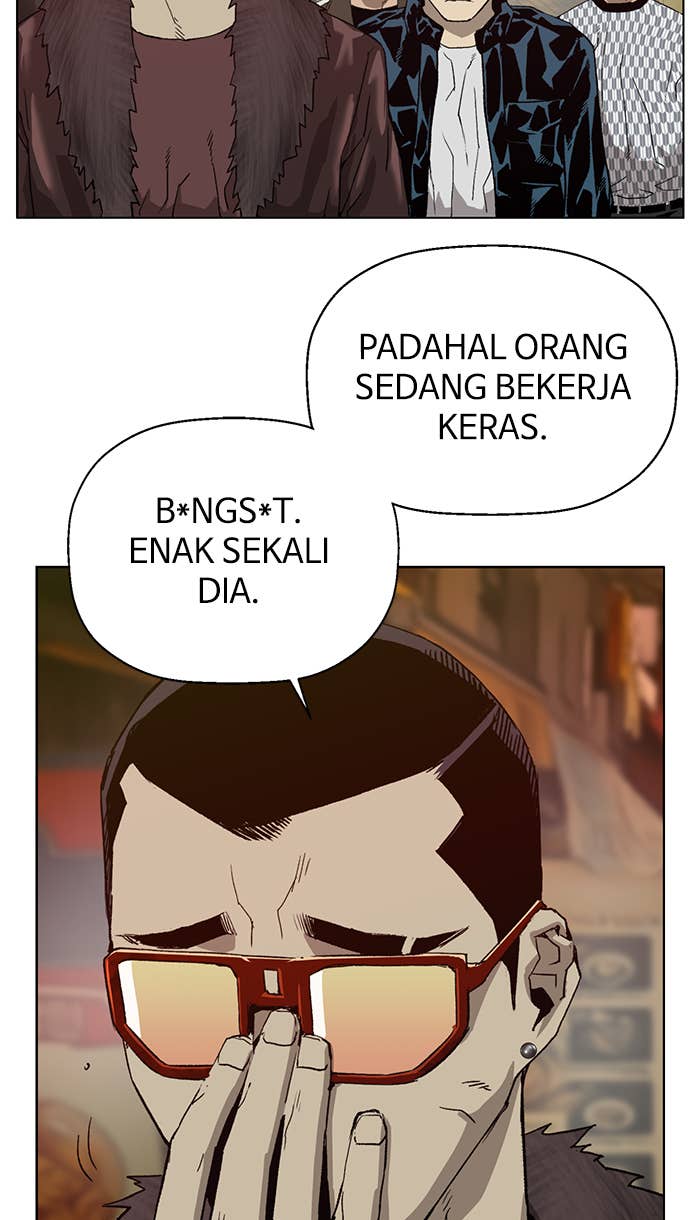 PADAHAL ORANG
SEDANG BEKERJA
KERAS.
B*NGS*T.
ENAK SEKALI
DIA.